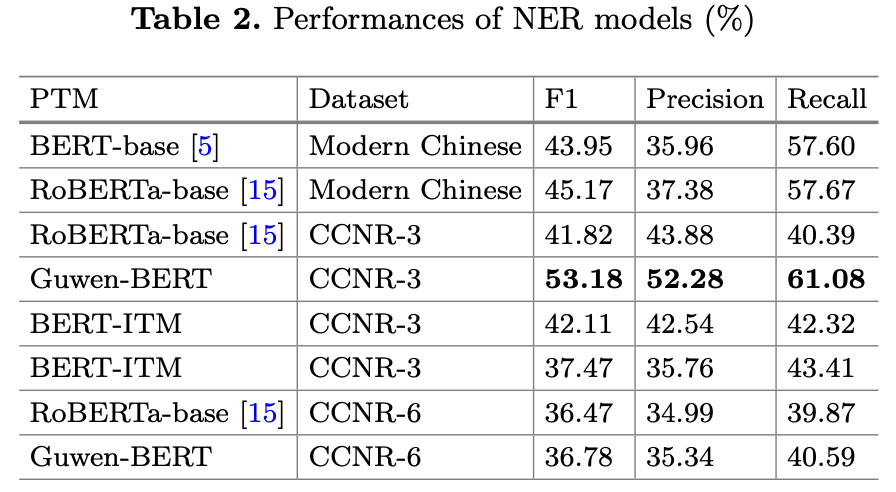 Table 2. Performances of NER models (%)
PTM Dataset F1 Precision Recall
BERT-base [5] Modern Chinese 43.95 35.96 57.60
RoBERTa-base [15] Modern Chinese 45.17 37.38 57.67
RoBERTa-base [15] CCNR-3 41.82 43.88 40.39
Guwen-BERT CCNR-3 53.18 52.28 61.08
BERT-ITM CCNR-3 42.11 42.54 42.32
BERT-ITM CCNR-3 37.47 35.76 43.41
RoBERTa-base [15] CCNR-6 36.47 34.99 39.87
Guwen-BERT CCNR-6 36.78 35.34 40.59